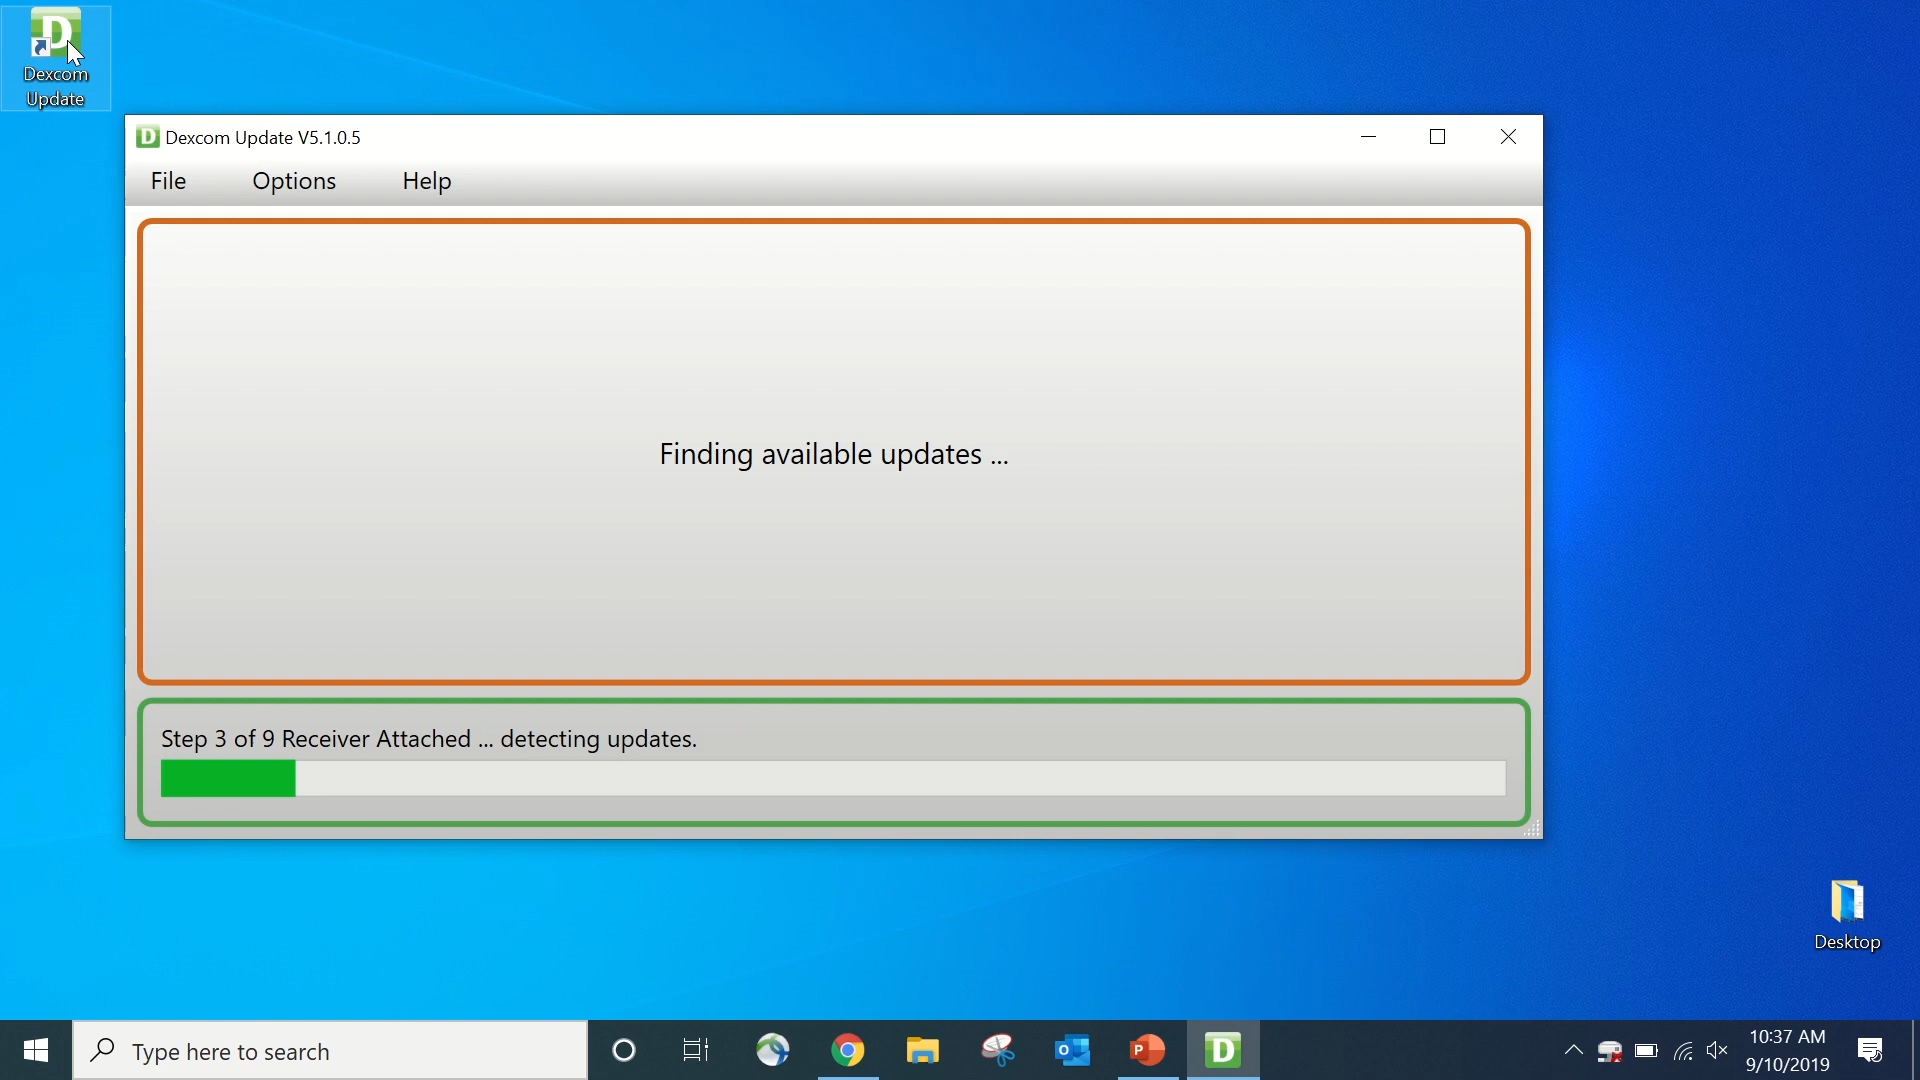 Dexcom
Update
Dexcom Update V5.1.0.5
File Options Help
Finding available updates ...
Step 3 of 9 Receiver Attached ... detecting updates.
Desktop
Type here to search
10:37 AM
9/10/2019